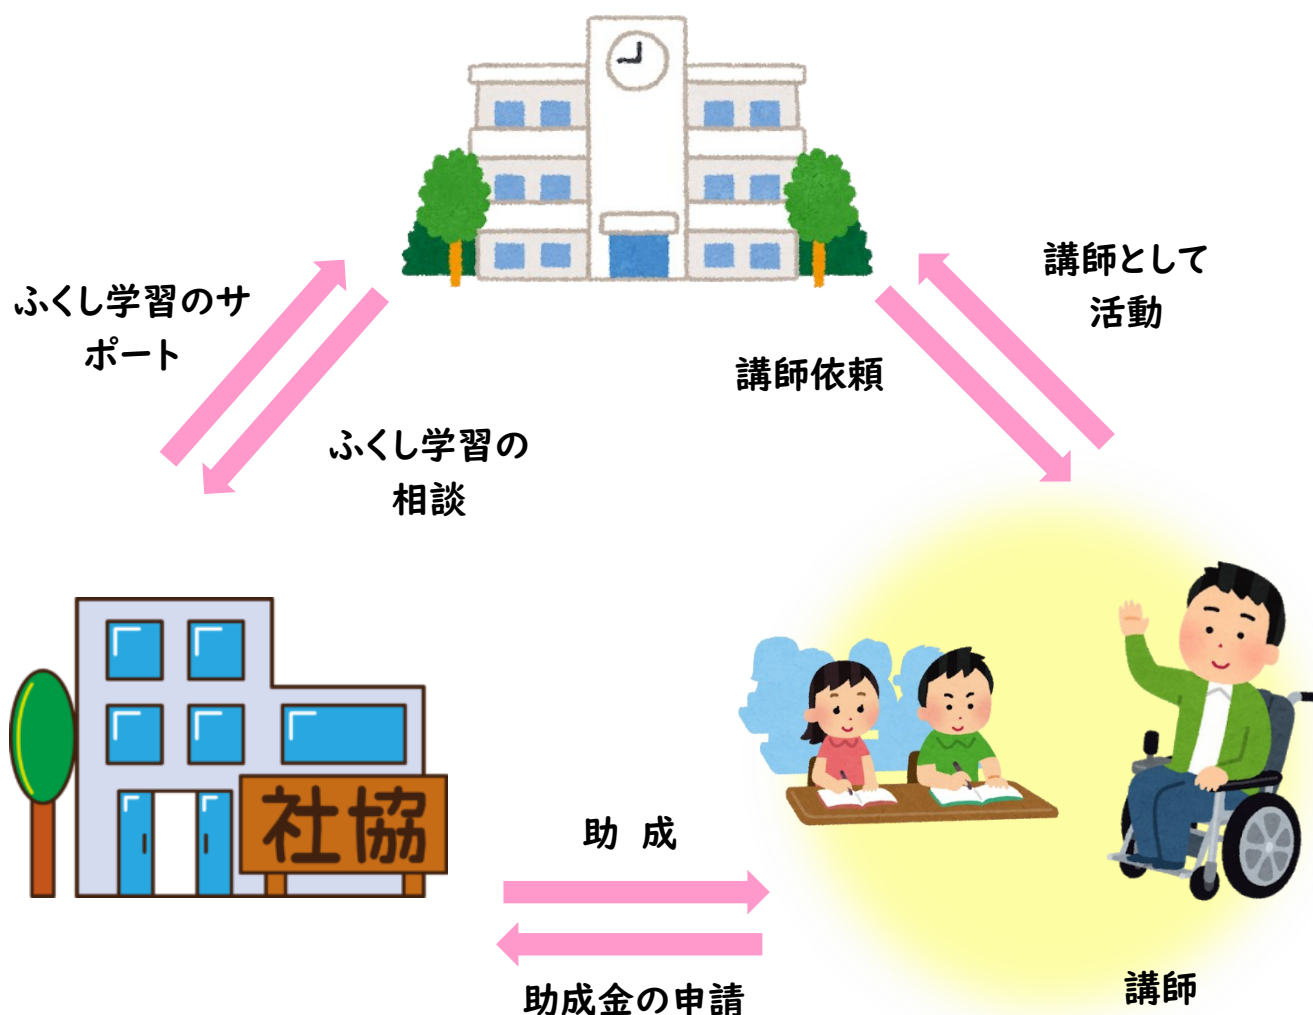 講師として
活動
ふくし学習のサ
ポート
講師依頼
ふくし学習の
相談
社協
助 成
助成金の申請
講師